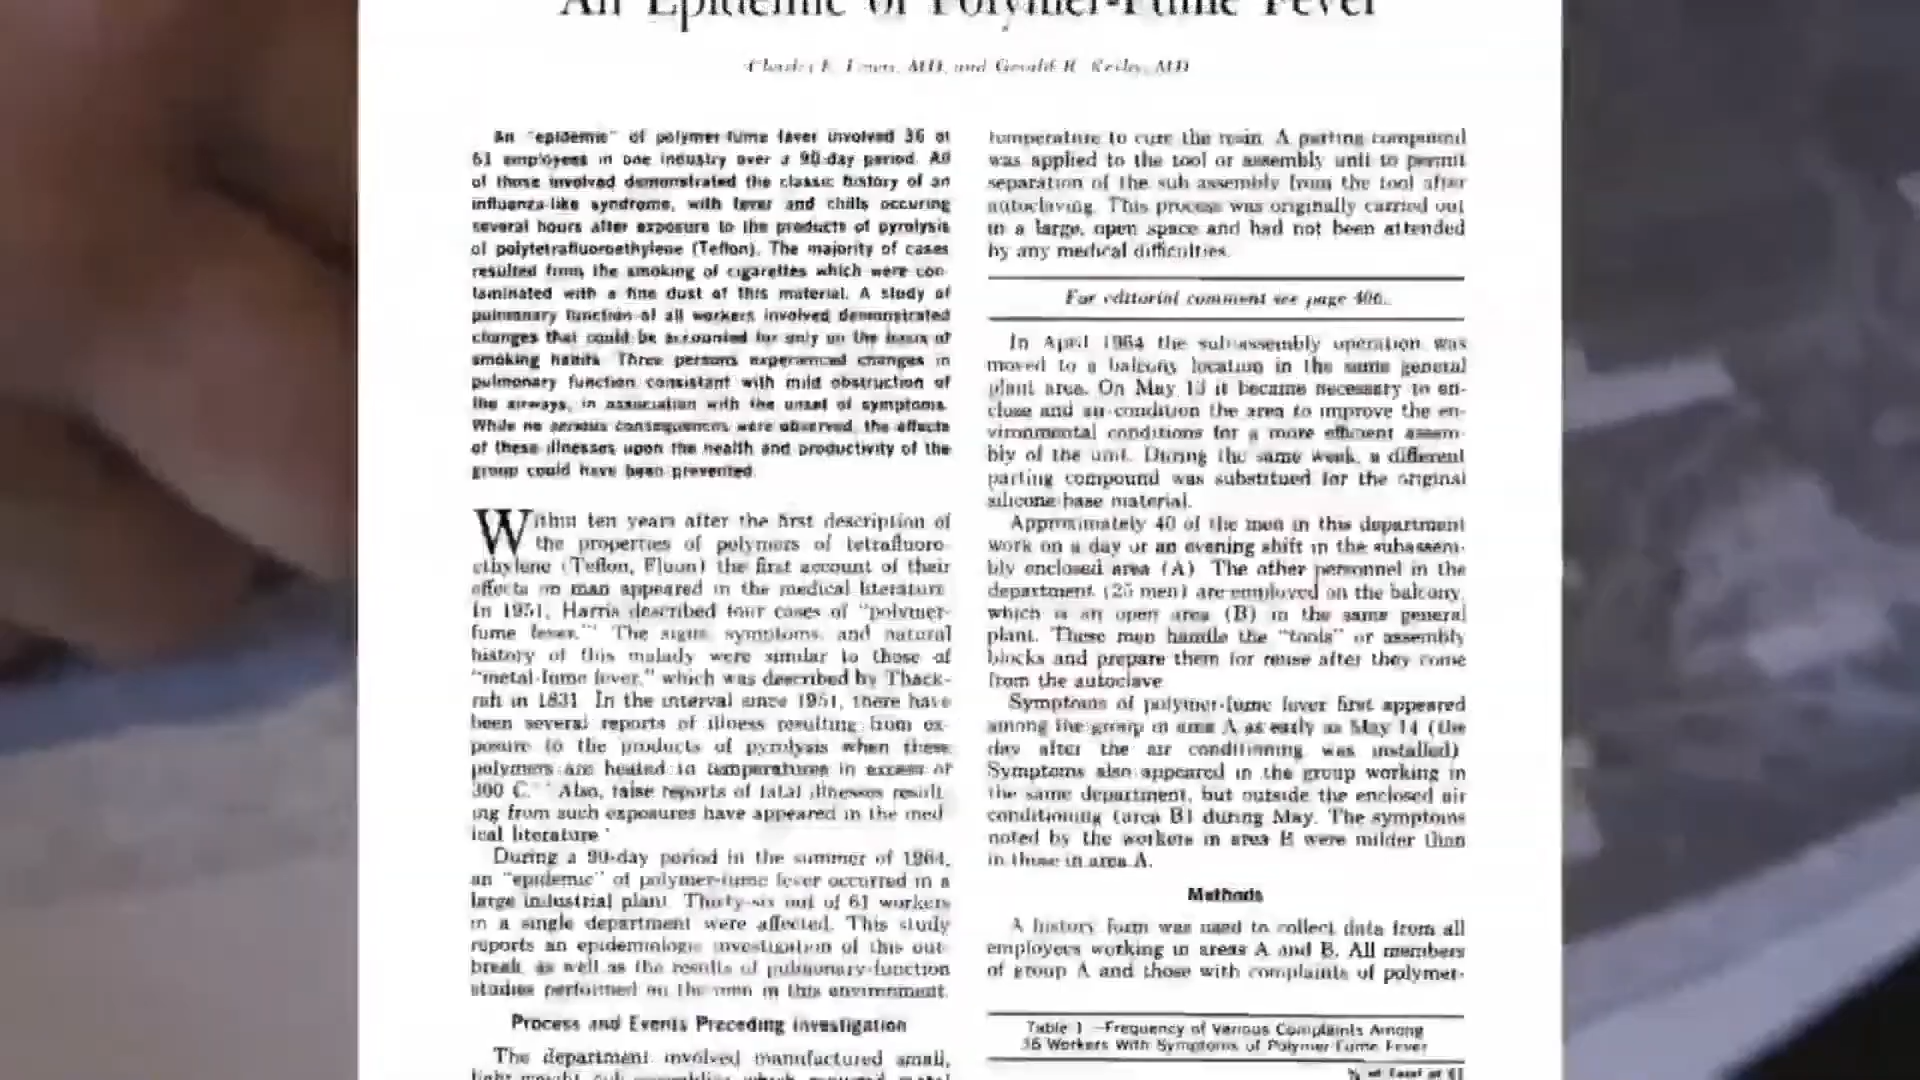 An Epidemic of Polymer-Fume Fever
MD, and Gerald R. MD
An "epidemic" of polymer-fume fever involved 36 of
61 employees in one industry over a 90-day period. All
of those involved demonstrated the classic history of an
influenza-like syndrome, with fever and chills occuring
several hours after exposure to the products of pyrolysis
of polytetrafluoroethylene (Teflon). The majority of cases
resulted from the smoking of cigarettes which were con-
taminated with a fine dust of this material. A study of
pulmonary function of all workers involved demonstrated
changes that could be accounted for only on the basis of
smoking habits. Three persons experienced changes in
pulmonary function consistant with mild obstruction of
the airways, in association with the onset of symptoms.
While no serious consequences were observed, the effects
of these illnesses upon the health and productivity of the
group could have been prevented.
Within ten years after the first description of
the properties of polymers of tetrafluoro-
ethylene (Teflon, Fluon) the first account of their
effects on man appeared in the medical literature.
In 1951, Harris described four cases of "polymer-
fume fever." The signs, symptoms, and natural
history of this malady were similar to those of
"metal-fume fever," which was described by Thack-
rah in 1831. In the interval since 1951, there have
been several reports of illness resulting from ex-
posure to the products of pyrolysis when these
polymers are heated to temperatures in excess of
300 C. Also, false reports of fatal illnesses result-
ing from such exposures have appeared in the med-
ical literature.
During a 90-day period in the summer of 1964,
an "epidemic" of polymer-fume fever occurred in a
large industrial plant. Thirty-six out of 61 workers
in a single department were affected. This study
reports an epidemiologic investigation of this out-
break, as well as the results of pulmonary-function
studies performed on the men in this environment.
Process and Events Preceding Investigation
The department involved manufactured small,
light-weight sub-assemblies which required metal
temperature to cure the resin. A parting compound
was applied to the tool or assembly unit to permit
separation of the sub-assembly from the tool after
autoclaving. This process was originally carried out
in a large, open space and had not been attended
by any medical difficulties.
For editorial comment see page 406.
In April 1964 the subassembly operation was
moved to a balcony location in the same general
plant area. On May 13 it became necessary to en-
close and air-condition the area to improve the en-
vironmental conditions for a more efficient assem-
bly of the unit. During the same week, a different
parting compound was substitued for the original
silicone-base material.
Approximately 40 of the men in this department
work on a day or an evening shift in the subassem-
bly enclosed area (A). The other personnel in the
department (25 men) are employed on the balcony,
which is an open area (B) in the same general
plant. These men handle the "tools" or assembly
blocks and prepare them for reuse after they come
from the autoclave.
Symptoms of polymer-fume fever first appeared
among the group in area A as early as May 14 (the
day after the air conditioning was installed).
Symptoms also appeared in the group working in
the same department, but outside the enclosed air
conditioning (area B) during May. The symptoms
noted by the workers in area B were milder than
in those in area A.
Methods
A history form was used to collect data from all
employees working in areas A and B. All members
of group A and those with complaints of polymer-
Table 1.—Frequency of Various Complaints Among
36 Workers With Symptoms of Polymer-Fume Fever
% of Total of